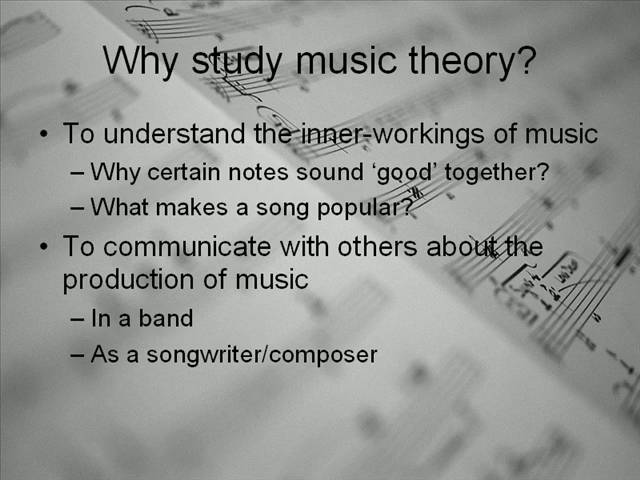 Why study music theory?
• To understand the inner-workings of music
– Why certain notes sound ‘good’ together?
– What makes a song popular?
• To communicate with others about the
production of music
– In a band
– As a songwriter/composer